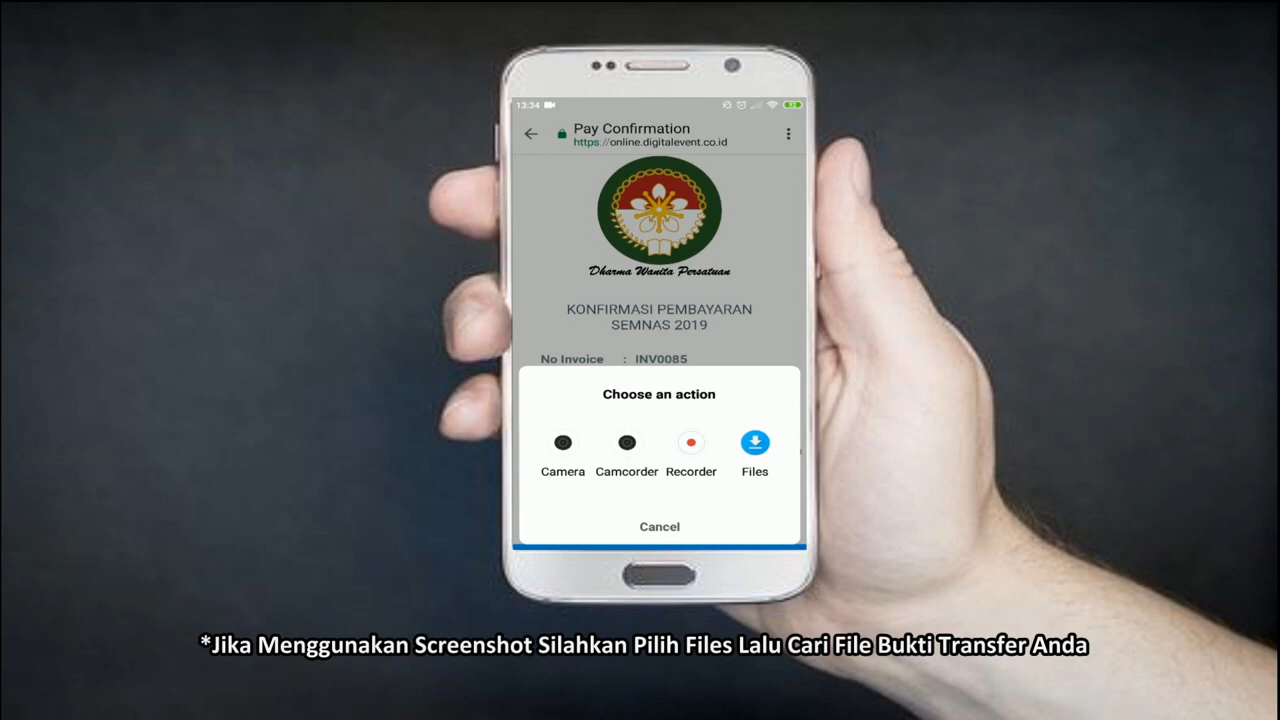 13:34
93
Pay Confirmation
https://online.digitalevent.co.id
Dharma Wanita Persatuan
KONFIRMASI PEMBAYARAN
SEMNAS 2019
No Invoice : INV0085
Choose an action
Camera Camcorder Recorder Files
Cancel
*Jika Menggunakan Screenshot Silahkan Pilih Files Lalu Cari File Bukti Transfer Anda